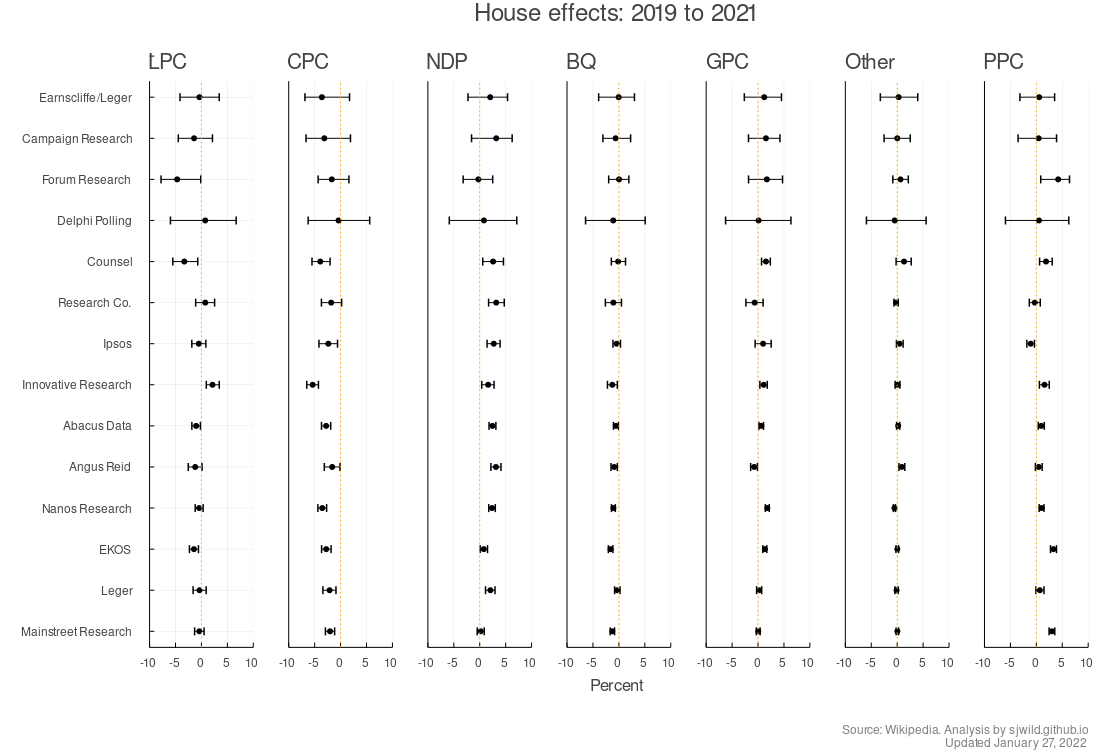 House effects: 2019 to 2021
LPC CPC NDP BQ GPC Other PPC
Earnscliffe/Leger
Campaign Research
Forum Research
Delphi Polling
Counsel
Research Co.
Ipsos
Innovative Research
Abacus Data
Angus Reid
Nanos Research
EKOS
Leger
Mainstreet Research
-10 -5 0 5 10 -10 -5 0 5 10 -10 -5 0 5 10 -10 -5 0 5 10 -10 -5 0 5 10 -10 -5 0 5 10 -10 -5 0 5 10
Percent
Source: Wikipedia. Analysis by sjwild.github.io
Updated January 27, 2022